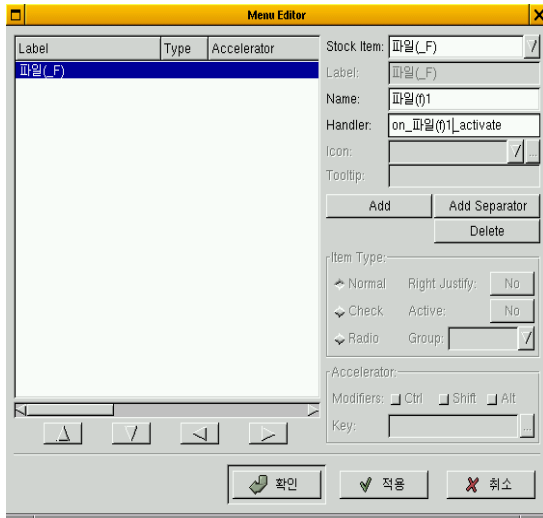 Menu Editor
Label Type Accelerator
파일(_F)
Stock Item: 파일(_F)
Label: 파일(_F)
Name: 파일(f)1
Handler: on_파일(f)1_activate
Icon: ...
Tooltip:
Add Add Separator
Delete
Item Type:
Normal Right Justify: No
Check Active: No
Radio Group:
Accelerator:
Modifiers: Ctrl Shift Alt
Key: ...
확인 적용 취소